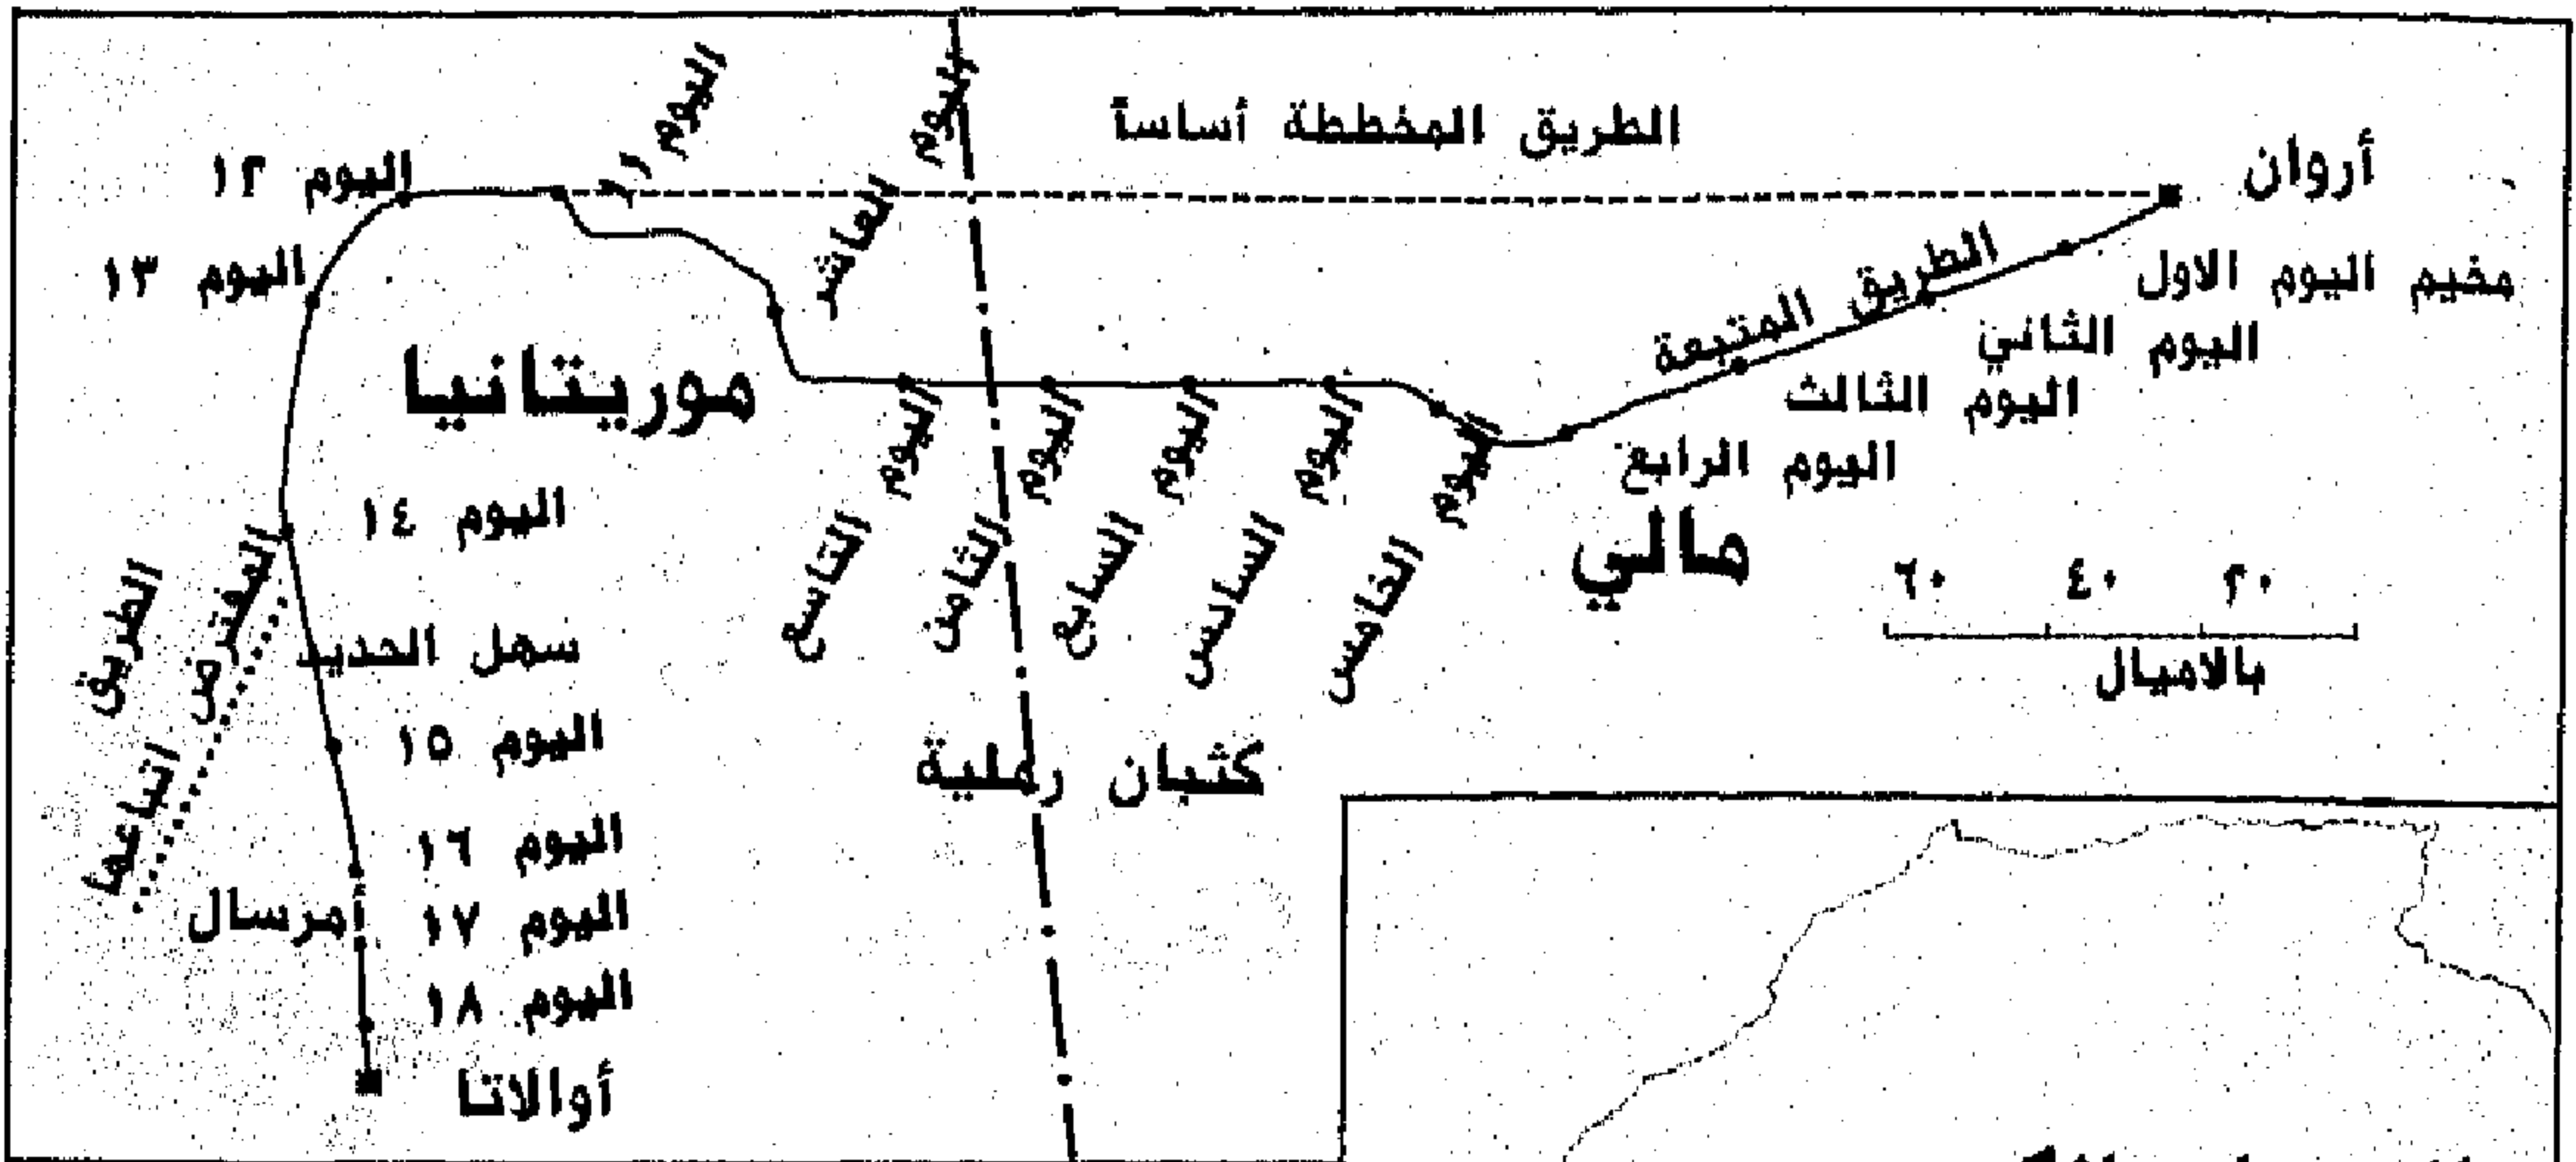 الطريق المخططة أساساً
أروان
مخيم اليوم الاول
اليوم الثاني
اليوم الثالث
اليوم الرابع
الطريق المتبعة
اليوم الخامس
اليوم السادس
اليوم السابع
اليوم الثامن
اليوم التاسع
اليوم العاشر
اليوم ١١
اليوم ١٢
اليوم ١٣
موريتانيا
مالي
٦٠ ٤٠ ٢٠
بالاميال
اليوم ١٤
الطريق المفترض اتباعها
سهل الحديد
اليوم ١٥
كثبان رملية
اليوم ١٦
أمرسال
اليوم ١٧
اليوم ١٨
أوالاتا